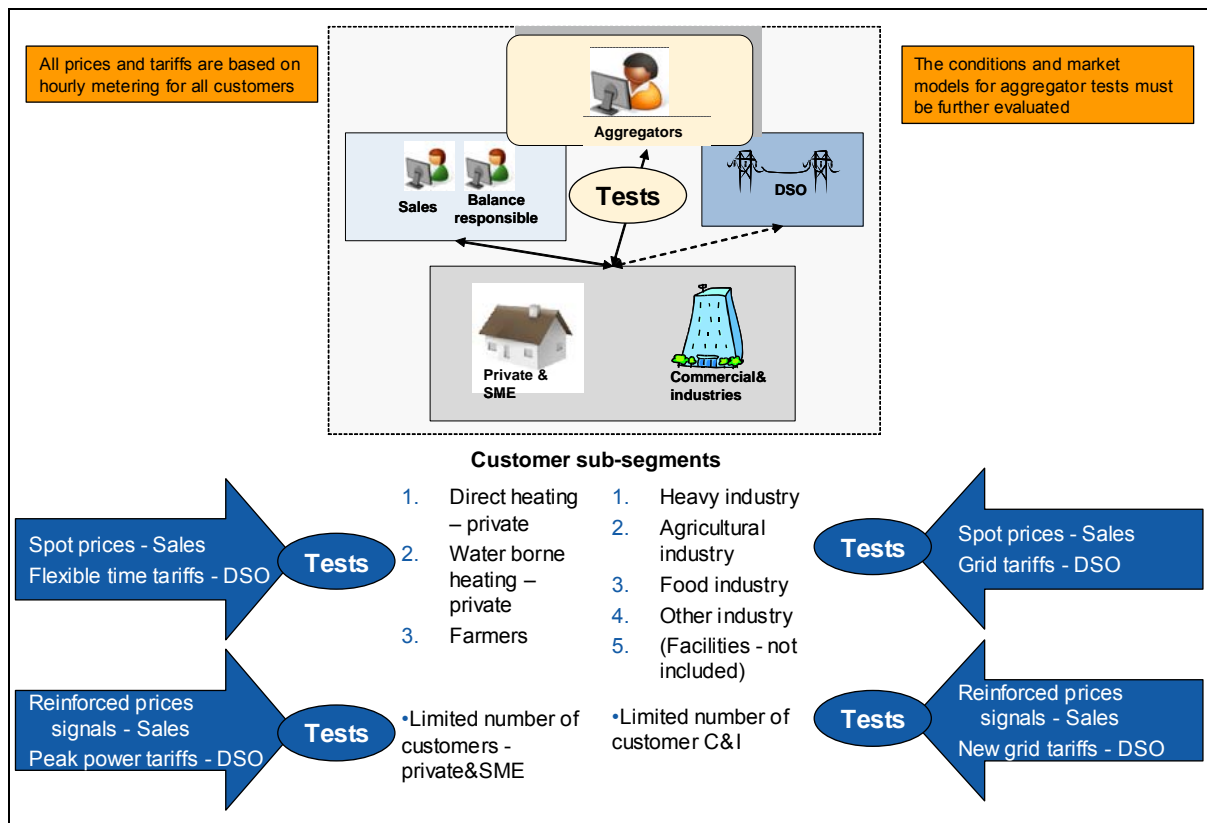 All prices and tariffs are based on
hourly metering for all customers
The conditions and market
models for aggregator tests must
be further evaluated
Aggregators
Sales
Balance
responsible
Tests
DSO
Private &
SME
Commercial&
industries
Customer sub-segments
1. Direct heating
– private
2. Water borne
heating –
private
3. Farmers
1. Heavy industry
2. Agricultural
industry
3. Food industry
4. Other industry
5. (Facilities - not
included)
Spot prices - Sales
Flexible time tariffs - DSO
Tests
Tests
Spot prices - Sales
Grid tariffs - DSO
Reinforced prices
signals - Sales
Peak power tariffs - DSO
Tests
•Limited number of
customers -
private&SME
•Limited number of
customer C&I
Tests
Reinforced prices
signals - Sales
New grid tariffs - DSO